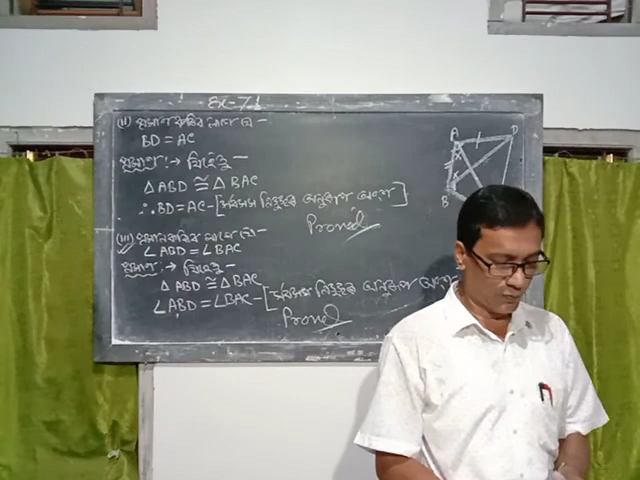 Ex-7.1
(ii) প্ৰমাণ কৰিব লাগে যে -
BD = AC
প্ৰমাণ :→ যিহেতু -
Δ ABD ≅ Δ BAC
∴ BD = AC - [সৰ্বসম ত্ৰিভুজৰ অনুৰূপ অংশ]
Proved
(iii) প্ৰমাণ কৰিব লাগে যে -
∠ABD = ∠BAC
প্ৰমাণ :→ যিহেতু -
Δ ABD ≅ Δ BAC
∠ABD = ∠BAC - [সৰ্বসম ত্ৰিভুজৰ অনুৰূপ অংশ
Proved
A D
B